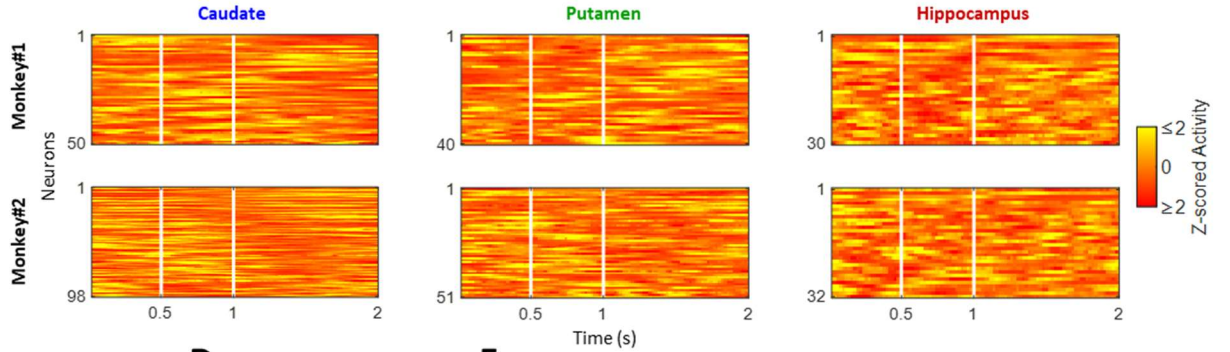 Caudate Putamen Hippocampus
Monkey#1
Neurons
1
50
1
40
1
30
Monkey#2
1
98
0.5 1 2
1
51
0.5 1 2
1
32
0.5 1 2
Time (s)
≤2
0
≥2
Z-scored Activity